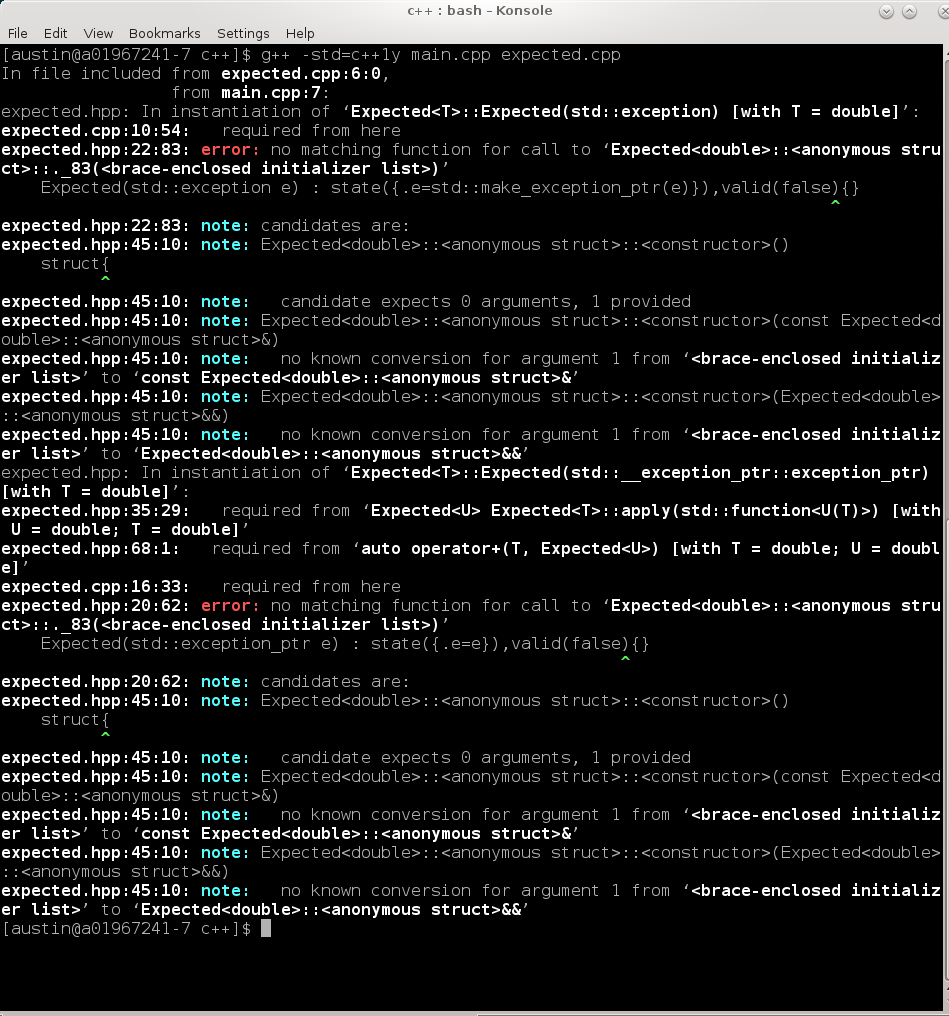 c++ : bash – Konsole
File Edit View Bookmarks Settings Help
[austin@a01967241-7 c++]$ g++ -std=c++1y main.cpp expected.cpp
In file included from expected.cpp:6:0,
                 from main.cpp:7:
expected.hpp: In instantiation of ‘Expected<T>::Expected(std::exception) [with T = double]’:
expected.cpp:10:54:   required from here
expected.hpp:22:83: error: no matching function for call to ‘Expected<double>::<anonymous stru
ct>::._83(<brace-enclosed initializer list>)’
    Expected(std::exception e) : state({.e=std::make_exception_ptr(e)}),valid(false){}
                                                                                   ^
expected.hpp:22:83: note: candidates are:
expected.hpp:45:10: note: Expected<double>::<anonymous struct>::<constructor>()
    struct{
          ^
expected.hpp:45:10: note:   candidate expects 0 arguments, 1 provided
expected.hpp:45:10: note: Expected<double>::<anonymous struct>::<constructor>(const Expected<d
ouble>::<anonymous struct>&)
expected.hpp:45:10: note:   no known conversion for argument 1 from ‘<brace-enclosed initializ
er list>’ to ‘const Expected<double>::<anonymous struct>&’
expected.hpp:45:10: note: Expected<double>::<anonymous struct>::<constructor>(Expected<double>
::<anonymous struct>&&)
expected.hpp:45:10: note:   no known conversion for argument 1 from ‘<brace-enclosed initializ
er list>’ to ‘Expected<double>::<anonymous struct>&&’
expected.hpp: In instantiation of ‘Expected<T>::Expected(std::__exception_ptr::exception_ptr)
[with T = double]’:
expected.hpp:35:29:   required from ‘Expected<U> Expected<T>::apply(std::function<U(T)>) [with
 U = double; T = double]’
expected.hpp:68:1:   required from ‘auto operator+(T, Expected<U>) [with T = double; U = doubl
e]’
expected.cpp:16:33:   required from here
expected.hpp:20:62: error: no matching function for call to ‘Expected<double>::<anonymous stru
ct>::._83(<brace-enclosed initializer list>)’
    Expected(std::exception_ptr e) : state({.e=e}),valid(false){}
                                                              ^
expected.hpp:20:62: note: candidates are:
expected.hpp:45:10: note: Expected<double>::<anonymous struct>::<constructor>()
    struct{
          ^
expected.hpp:45:10: note:   candidate expects 0 arguments, 1 provided
expected.hpp:45:10: note: Expected<double>::<anonymous struct>::<constructor>(const Expected<d
ouble>::<anonymous struct>&)
expected.hpp:45:10: note:   no known conversion for argument 1 from ‘<brace-enclosed initializ
er list>’ to ‘const Expected<double>::<anonymous struct>&’
expected.hpp:45:10: note: Expected<double>::<anonymous struct>::<constructor>(Expected<double>
::<anonymous struct>&&)
expected.hpp:45:10: note:   no known conversion for argument 1 from ‘<brace-enclosed initializ
er list>’ to ‘Expected<double>::<anonymous struct>&&’
[austin@a01967241-7 c++]$